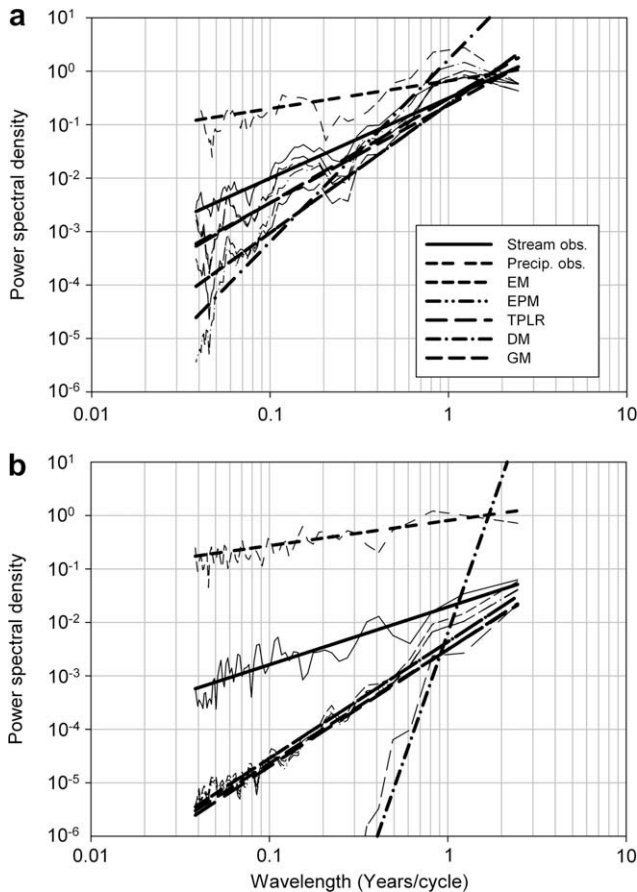 a
10^1
10^0
10^-1
10^-2
10^-3
10^-4
10^-5
10^-6
Power spectral density
Stream obs.
Precip. obs.
EM
EPM
TPLR
DM
GM
0.01 0.1 1 10
b
10^1
10^0
10^-1
10^-2
10^-3
10^-4
10^-5
10^-6
Power spectral density
0.01 0.1 1 10
Wavelength (Years/cycle)